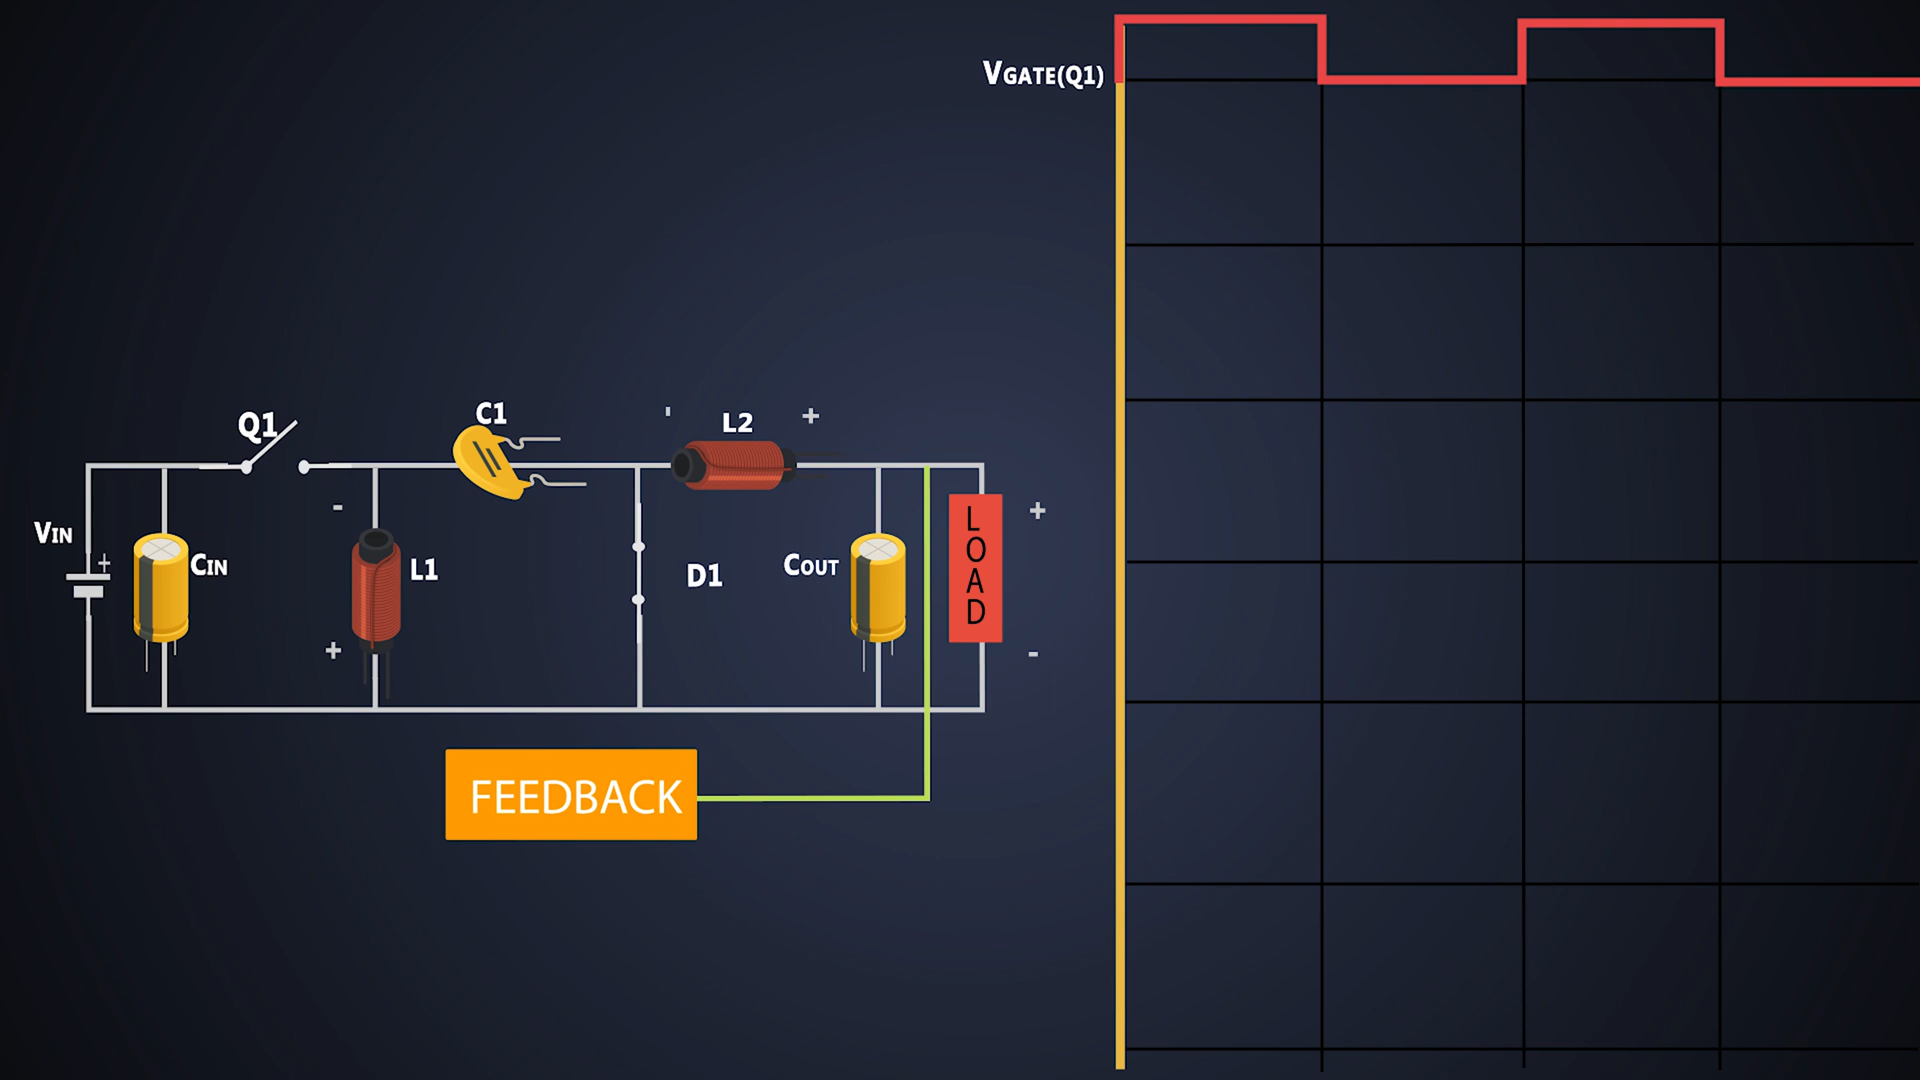 VGATE(Q1)
Q1
C1
L2
' +
VIN
+
CIN
-
L1
+
D1
COUT
L
O
A
D
+
-
FEEDBACK